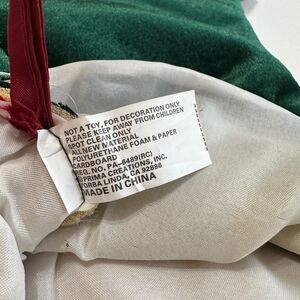 NOT A TOY, FOR DECORATION ONLY
PLEASE KEEP AWAY FROM CHILDREN
SPOT CLEAN ONLY
ALL NEW MATERIAL
POLYURETHANE FOAM & PAPER
CARDBOARD
REG. NO. PA-6489(RC)
PRIMA CREATIONS, INC.
YORBA LINDA, CA 92886
MADE IN CHINA